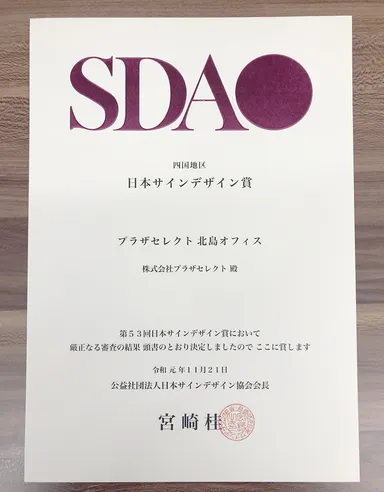 SDA
四国地区
日本サインデザイン賞
プラザセレクト 北島オフィス
株式会社プラザセレクト 殿
第53回日本サインデザイン賞において
厳正なる審査の結果 頭書のとおり決定しましたので ここに賞します
令和 元 年 11月21日
公益社団法人日本サインデザイン協会会長
宮崎桂